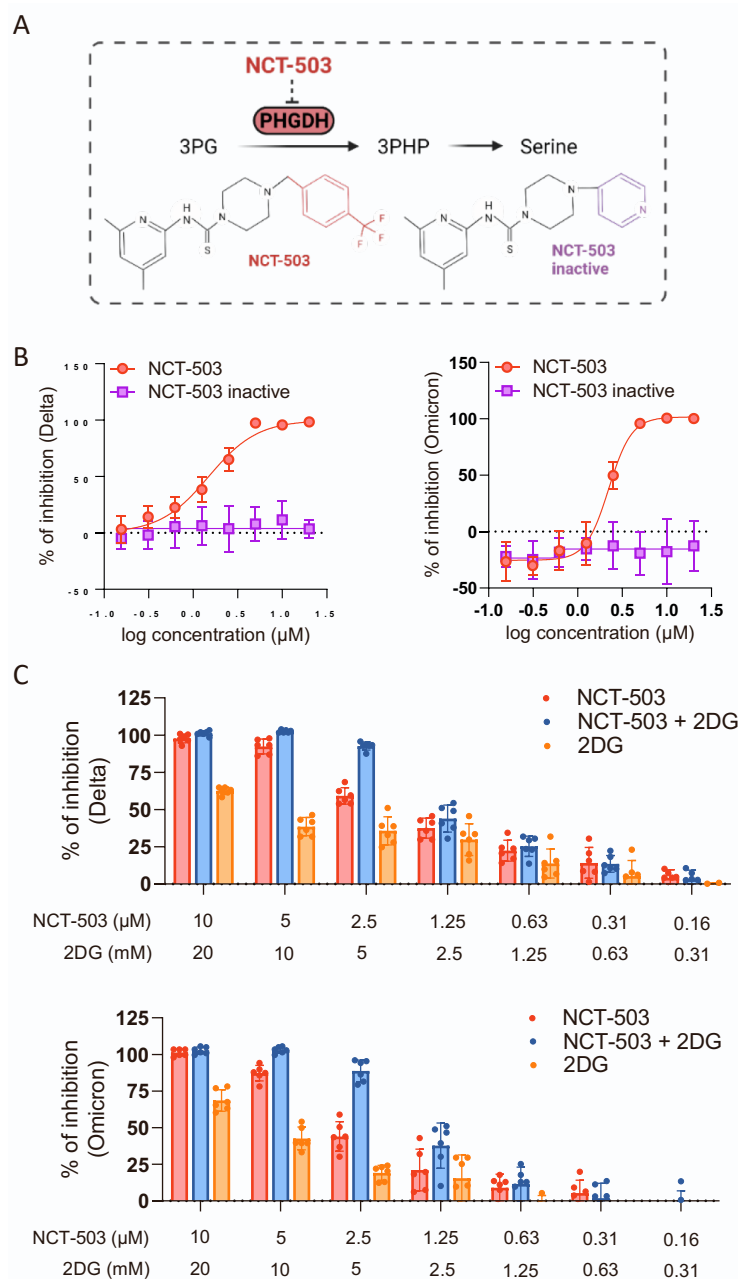 A
NCT-503
PHGDH
3PG 3PHP Serine
N
H
N
N
N
S
F
F
F
NCT-503
N
H
N
N
N
S
N
NCT-503
inactive
B
NCT-503
NCT-503 inactive
% of inhibition (Delta)
150
100
50
0
-50
-1.0 -0.5 0.0 0.5 1.0 1.5
log concentration (µM)
NCT-503
NCT-503 inactive
% of inhibition (Omicron)
150
100
50
0
-50
-1.0 -0.5 0.0 0.5 1.0 1.5
log concentration (µM)
C
NCT-503
NCT-503 + 2DG
2DG
% of inhibition
(Delta)
125
100
75
50
25
0
NCT-503 (µM) 10 5 2.5 1.25 0.63 0.31 0.16
2DG (mM) 20 10 5 2.5 1.25 0.63 0.31
NCT-503
NCT-503 + 2DG
2DG
% of inhibition
(Omicron)
125
100
75
50
25
0
NCT-503 (µM) 10 5 2.5 1.25 0.63 0.31 0.16
2DG (mM) 20 10 5 2.5 1.25 0.63 0.31